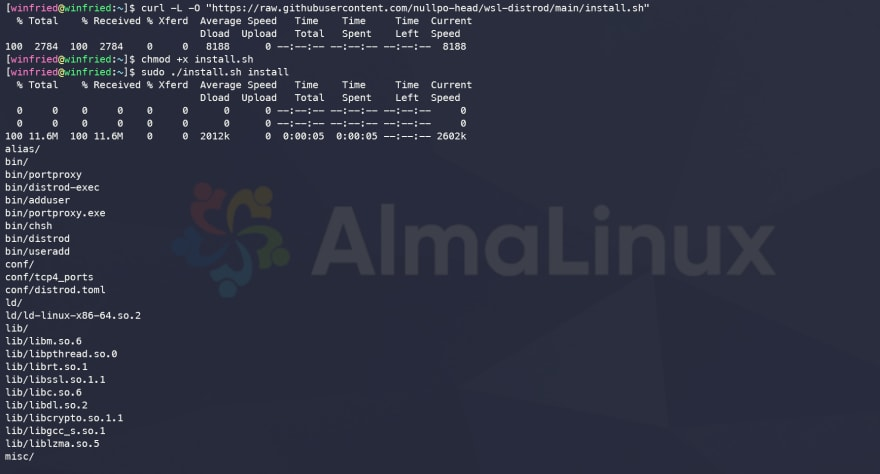 [winfried@winfried:~]$ curl -L -O "https://raw.githubusercontent.com/nullpo-head/wsl-distrod/main/install.sh"
  % Total    % Received % Xferd  Average Speed   Time    Time     Time  Current
                                 Dload  Upload   Total   Spent    Left  Speed
100  2784  100  2784    0     0   8188      0 --:--:-- --:--:-- --:--:--  8188
[winfried@winfried:~]$ chmod +x install.sh
[winfried@winfried:~]$ sudo ./install.sh install
  % Total    % Received % Xferd  Average Speed   Time    Time     Time  Current
                                 Dload  Upload   Total   Spent    Left  Speed
  0     0    0     0    0     0      0      0 --:--:-- --:--:-- --:--:--     0
  0     0    0     0    0     0      0      0 --:--:-- --:--:-- --:--:--     0
100 11.6M  100 11.6M    0     0  2012k      0  0:00:05  0:00:05 --:--:-- 2602k
alias/
bin/
bin/portproxy
bin/distrod-exec
bin/adduser
bin/portproxy.exe
bin/chsh
bin/distrod
bin/useradd
conf/
conf/tcp4_ports
conf/distrod.toml
ld/
ld/ld-linux-x86-64.so.2
lib/
lib/libm.so.6
lib/libpthread.so.0
lib/librt.so.1
lib/libssl.so.1.1
lib/libc.so.6
lib/libdl.so.2
lib/libcrypto.so.1.1
lib/libgcc_s.so.1
lib/liblzma.so.5
misc/
AlmaLinux